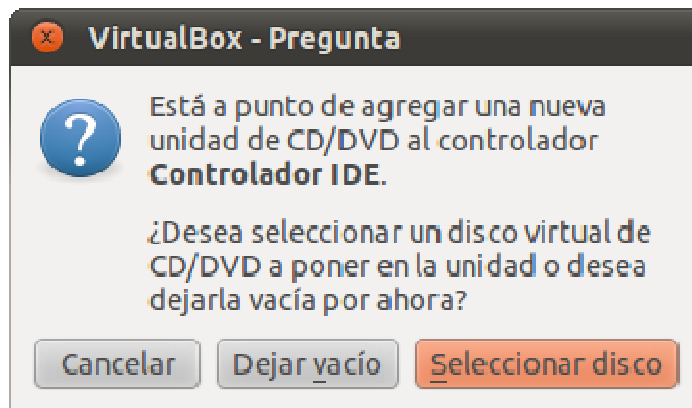 VirtualBox - Pregunta
Está a punto de agregar una nueva
unidad de CD/DVD al controlador
Controlador IDE.
¿Desea seleccionar un disco virtual de
CD/DVD a poner en la unidad o desea
dejarla vacía por ahora?
Cancelar Dejar vacío Seleccionar disco